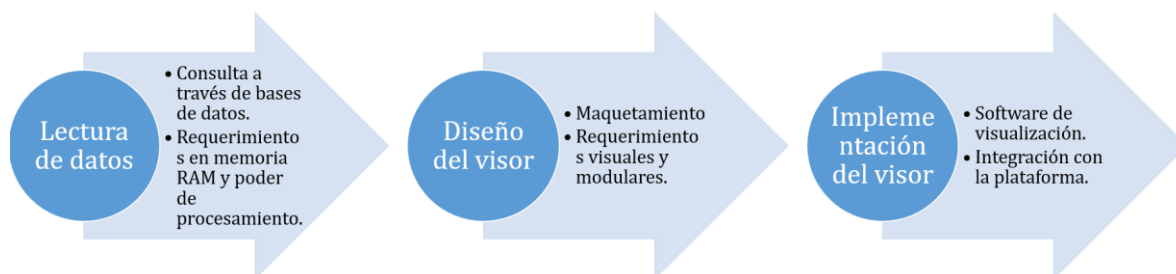 Lectura
de datos
• Consulta a
través de bases
de datos.
• Requerimiento
s en memoria
RAM y poder
de
procesamiento.
Diseño
del visor
• Maquetamiento
• Requerimiento
s visuales y
modulares.
Impleme
ntación
del visor
• Software de
visualización.
• Integración con
la plataforma.